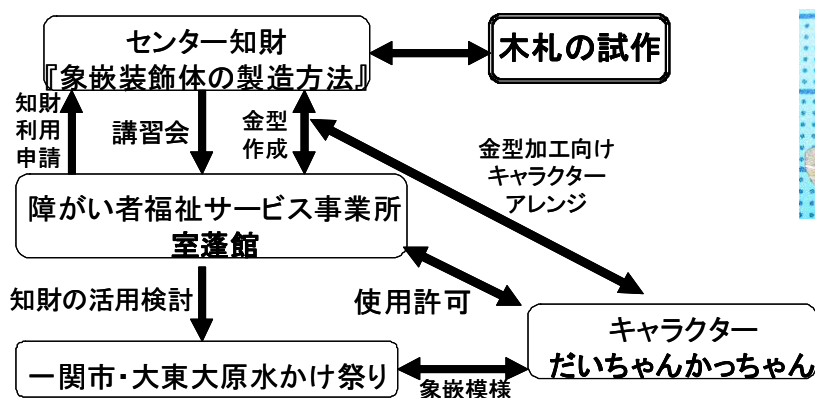 センター知財
『象嵌装飾体の製造方法』
木札の試作
知財
利用
申請
講習会
金型
作成
金型加工向け
キャラクター
アレンジ
障がい者福祉サービス事業所
室蓬館
知財の活用検討
使用許可
キャラクター
だいちゃんかっちゃん
一関市・大東大原水かけ祭り
象嵌模様